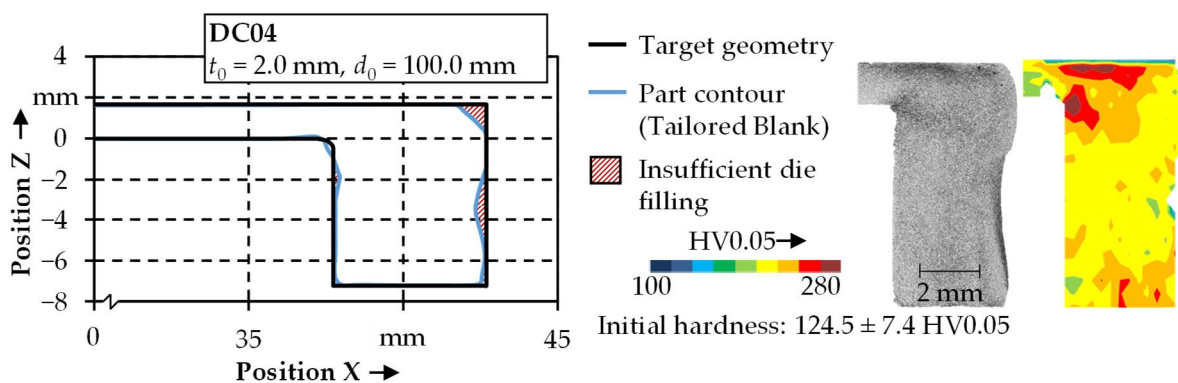 DC04
t₀ = 2.0 mm, d₀ = 100.0 mm
4
mm
0
−2
−4
−6
−8
Position Z →
0
35
mm
45
Position X →
Target geometry
Part contour
(Tailored Blank)
Insufficient die
filling
HV0.05→
100
280
2 mm
Initial hardness: 124.5 ± 7.4 HV0.05